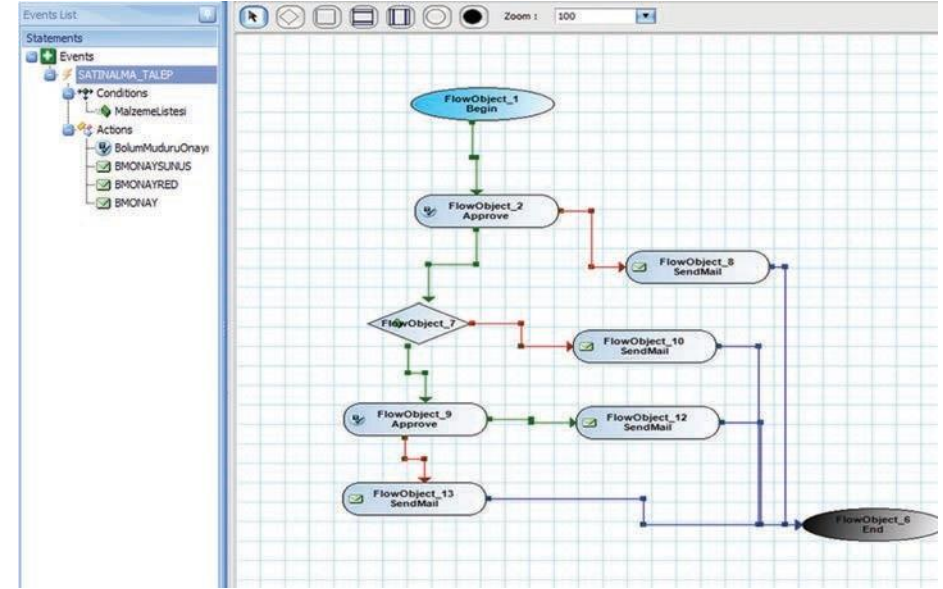 Events List
Zoom :
100
Statements
Events
SATINALMA_TALEP
Conditions
MalzemeListesi
Actions
BolumMuduruOnayı
BMONAYSUNUS
BMONAYRED
BMONAY
FlowObject_1
Begin
FlowObject_2
Approve
FlowObject_8
SendMail
FlowObject_7
FlowObject_10
SendMail
FlowObject_9
Approve
FlowObject_12
SendMail
FlowObject_13
SendMail
FlowObject_6
End